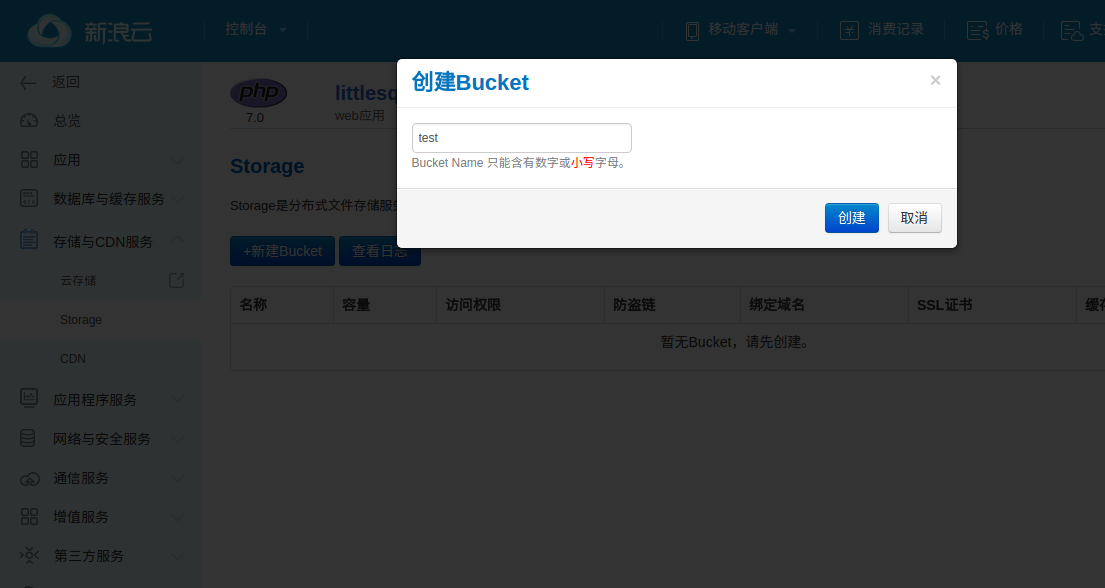 新浪云
控制台
移动客户端
消费记录
价格
支
返回
总览
应用
数据库与缓存服务
存储与CDN服务
云存储
Storage
CDN
应用程序服务
网络与安全服务
通信服务
增值服务
第三方服务
php
7.0
littlesq
web应用
创建Bucket
×
test
Bucket Name 只能含有数字或小写字母。
创建 取消
Storage
Storage是分布式文件存储服务
+新建Bucket 查看日志
名称 容量 访问权限 防盗链 绑定域名 SSL证书 缓存
暂无Bucket，请先创建。